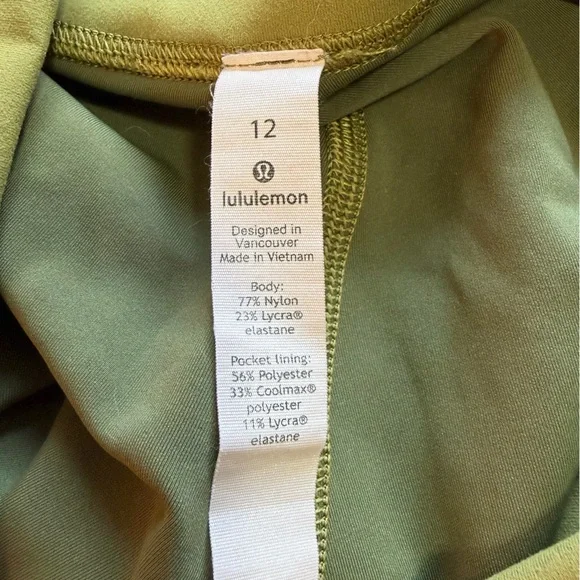 12
lululemon
Designed in
Vancouver
Made in Vietnam
Body:
77% Nylon
23% Lycra®
elastane
Pocket lining:
56% Polyester
33% Coolmax®
polyester
11% Lycra®
elastane